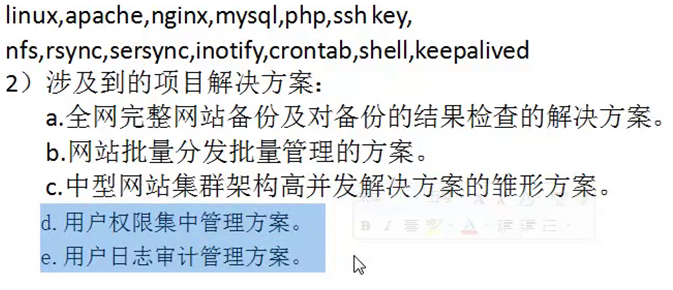 linux,apache,nginx,mysql,php,ssh key,
nfs,rsync,sersync,inotify,crontab,shell,keepalived
2）涉及到的项目解决方案：
a.全网完整网站备份及对备份的结果检查的解决方案。
b.网站批量分发批量管理的方案。
c.中型网站集群架构高并发解决方案的雏形方案。
d. 用户权限集中管理方案。
e. 用户日志审计管理方案。